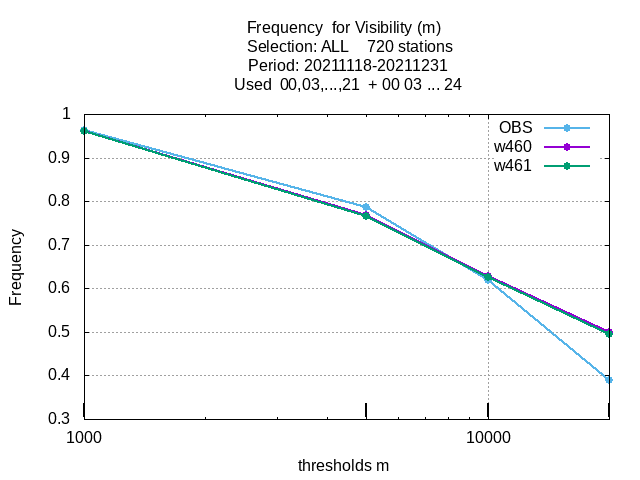 Frequency  for Visibility (m)
Selection: ALL    720 stations
Period: 20211118-20211231
Used  00,03,...,21  + 00 03 ... 24
OBS
w460
w461
1
0.9
0.8
0.7
0.6
0.5
0.4
0.3
Frequency
1000
10000
thresholds m